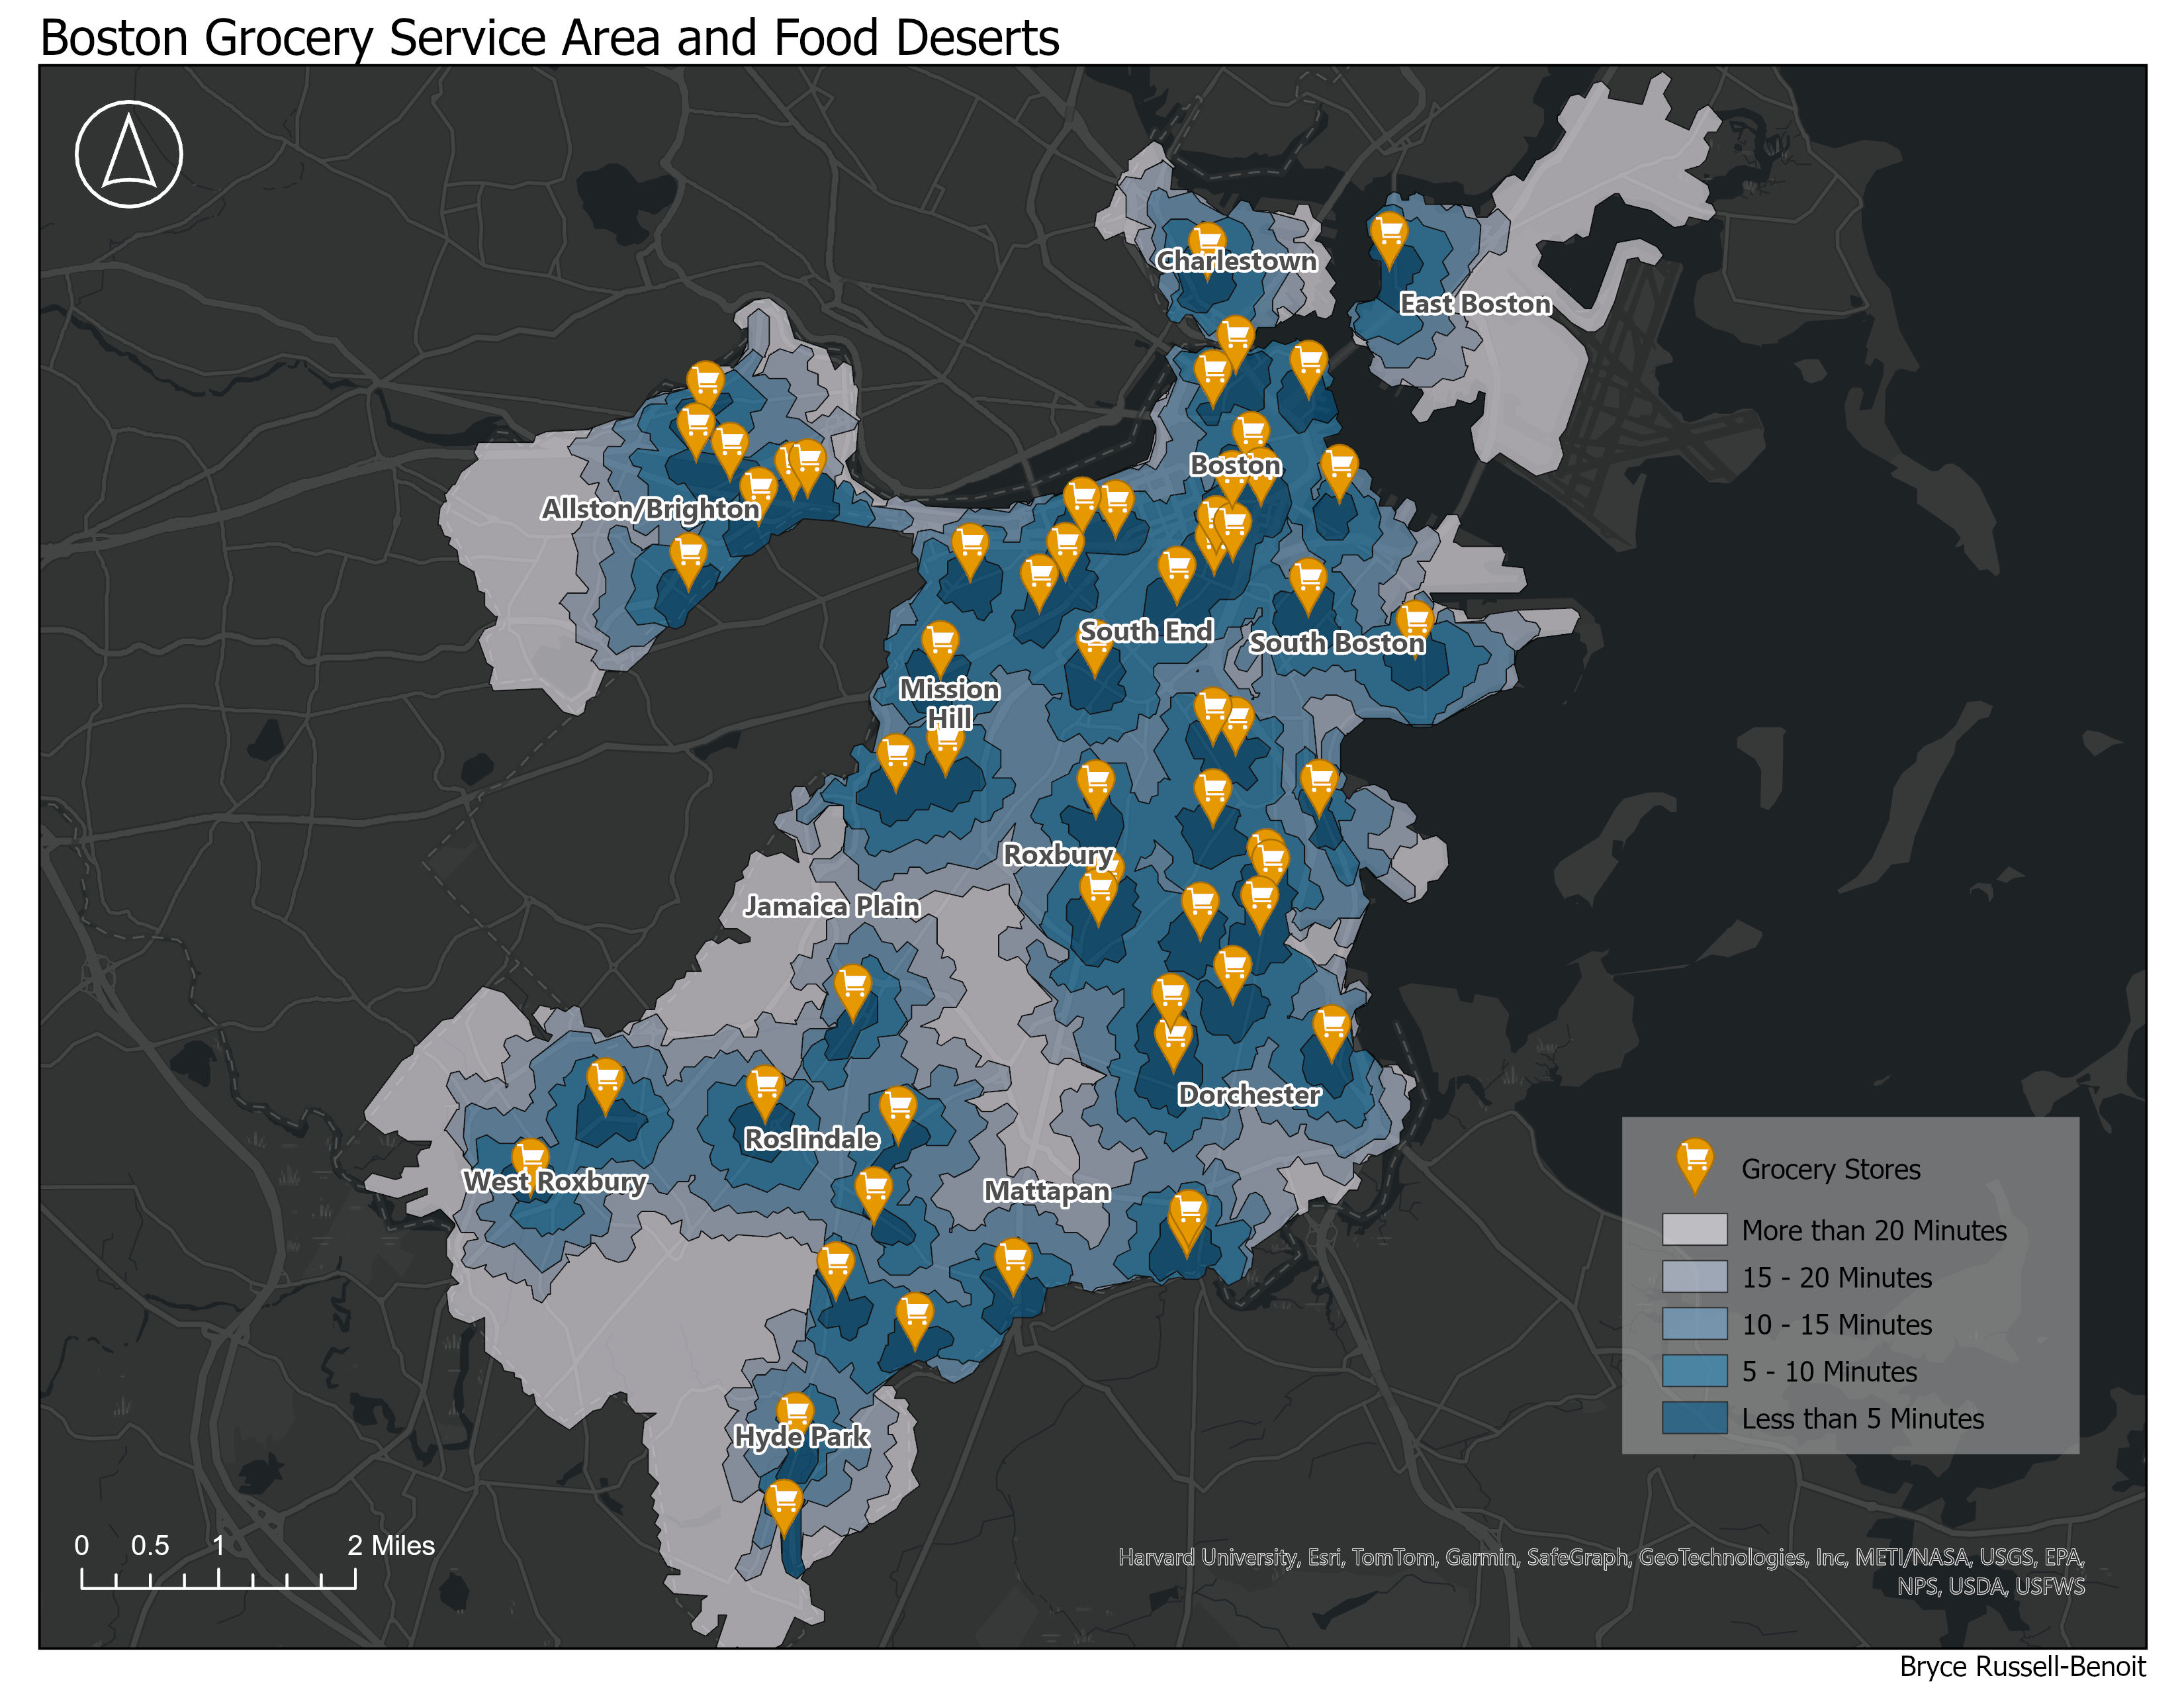 Boston Grocery Service Area and Food Deserts
Charlestown
East Boston
Boston
Allston/Brighton
South End
South Boston
Mission
Hill
Roxbury
Jamaica Plain
Dorchester
Roslindale
West Roxbury
Mattapan
Hyde Park
Grocery Stores
More than 20 Minutes
15 - 20 Minutes
10 - 15 Minutes
5 - 10 Minutes
Less than 5 Minutes
0 0.5 1 2 Miles
Harvard University, Esri, TomTom, Garmin, SafeGraph, GeoTechnologies, Inc, METI/NASA, USGS, EPA,
NPS, USDA, USFWS
Bryce Russell-Benoit